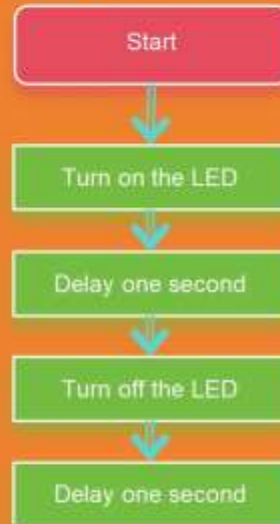 Start
Turn on the LED
Delay one second
Turn off the LED
Delay one second